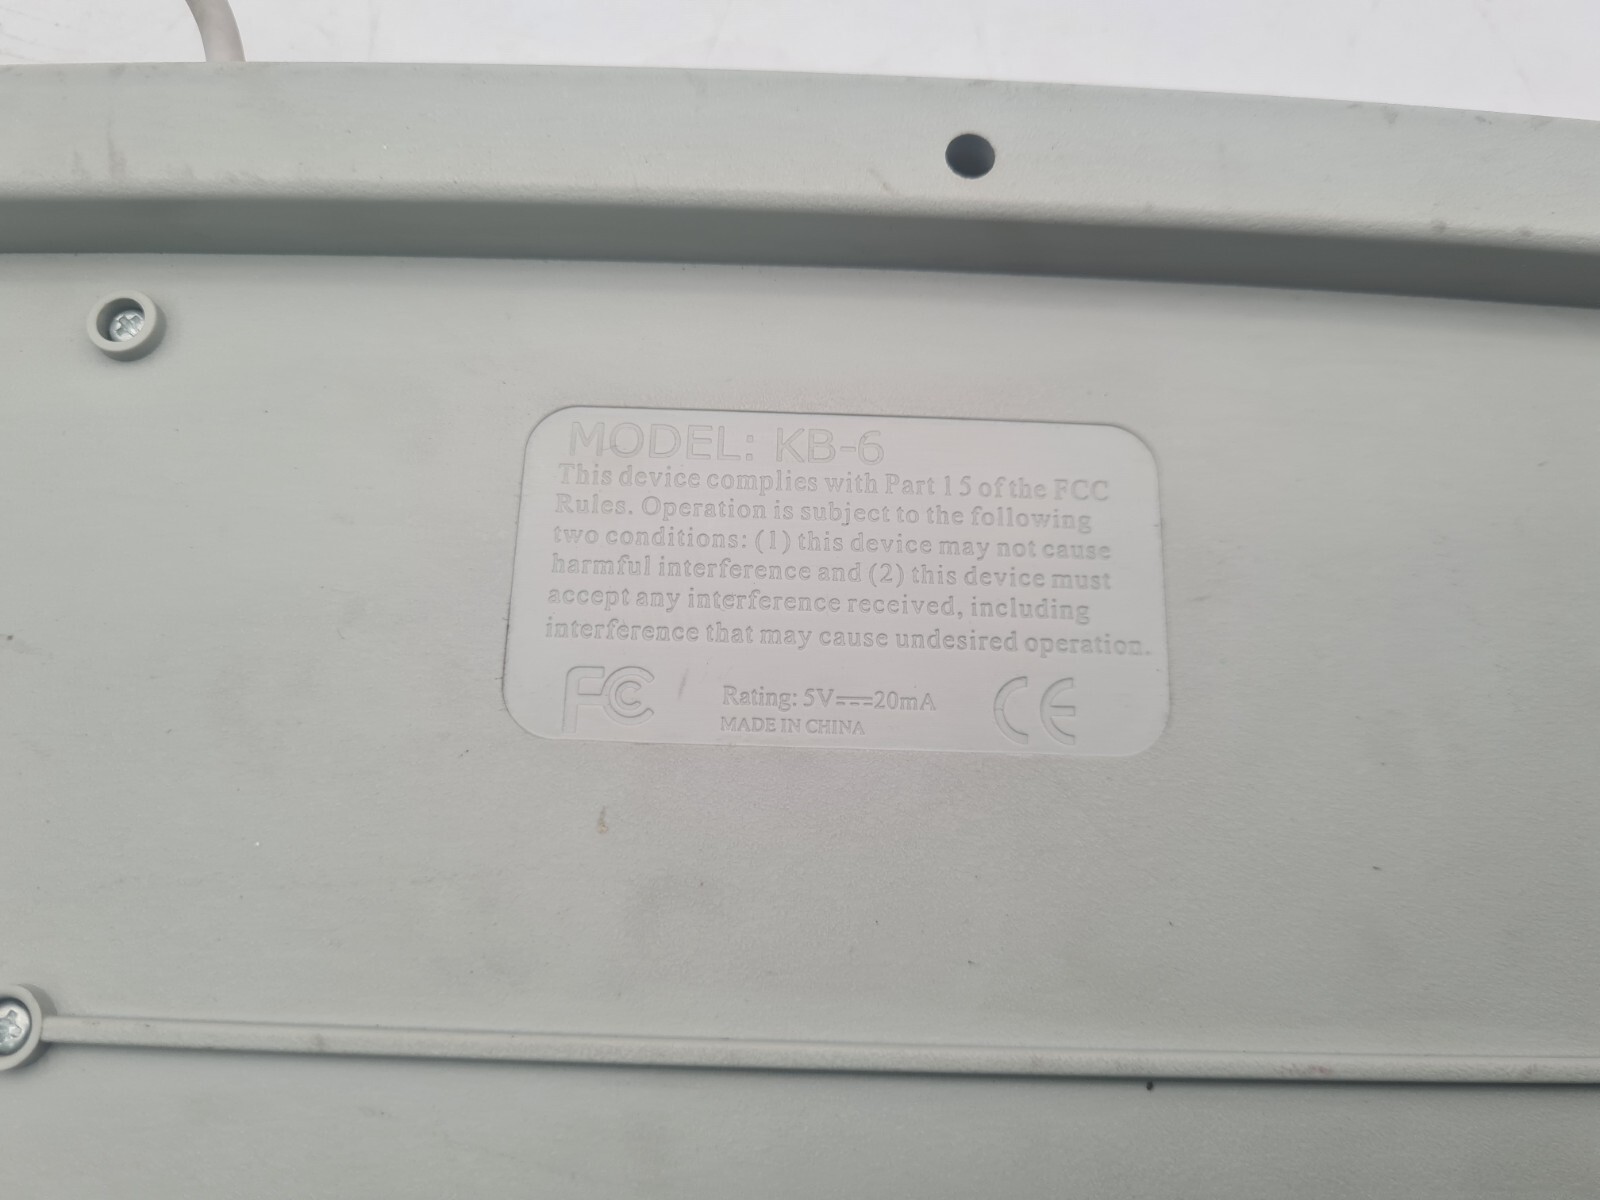 MODEL: KB-6
This device complies with Part 15 of the FCC
Rules. Operation is subject to the following
two conditions: (1) this device may not cause
harmful interference and (2) this device must
accept any interference received, including
interference that may cause undesired operation.
FC Rating: 5V⎓20mA CE
MADE IN CHINA